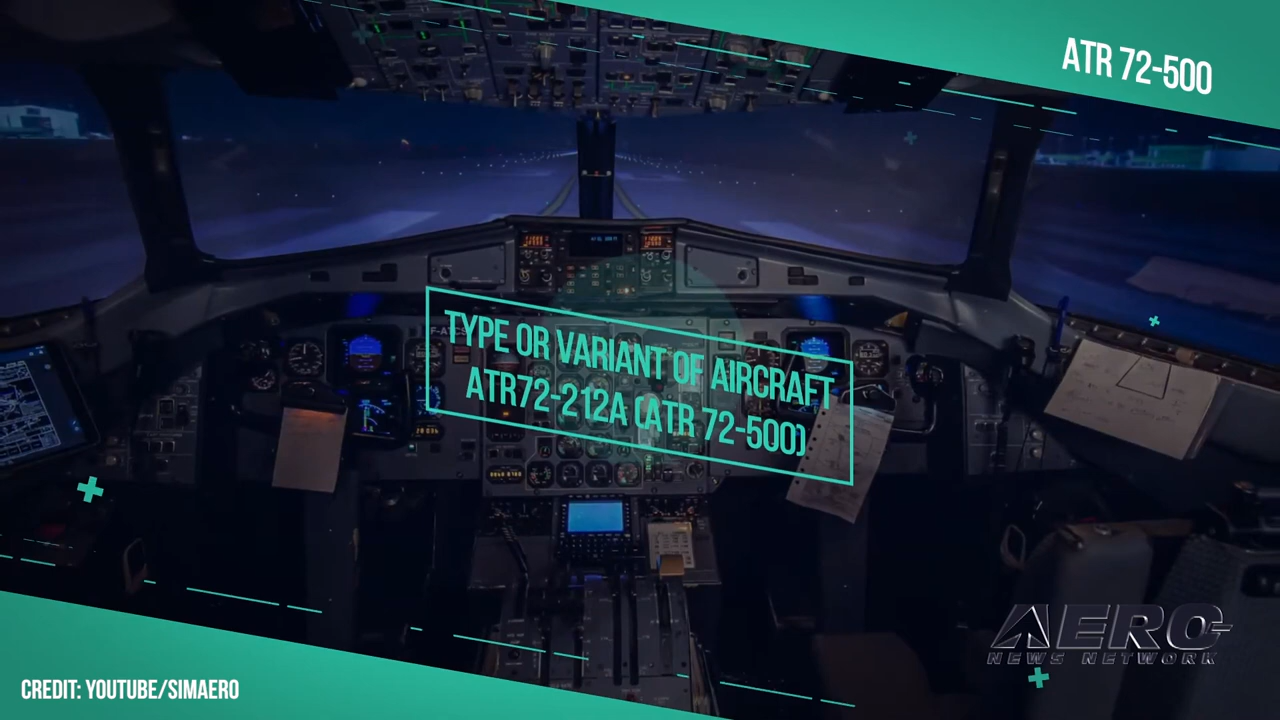 ATR 72-500
TYPE OR VARIANT OF AIRCRAFT
ATR72-212A (ATR 72-500)
AERO
NEWS NETWORK
CREDIT: YOUTUBE/SIMAERO